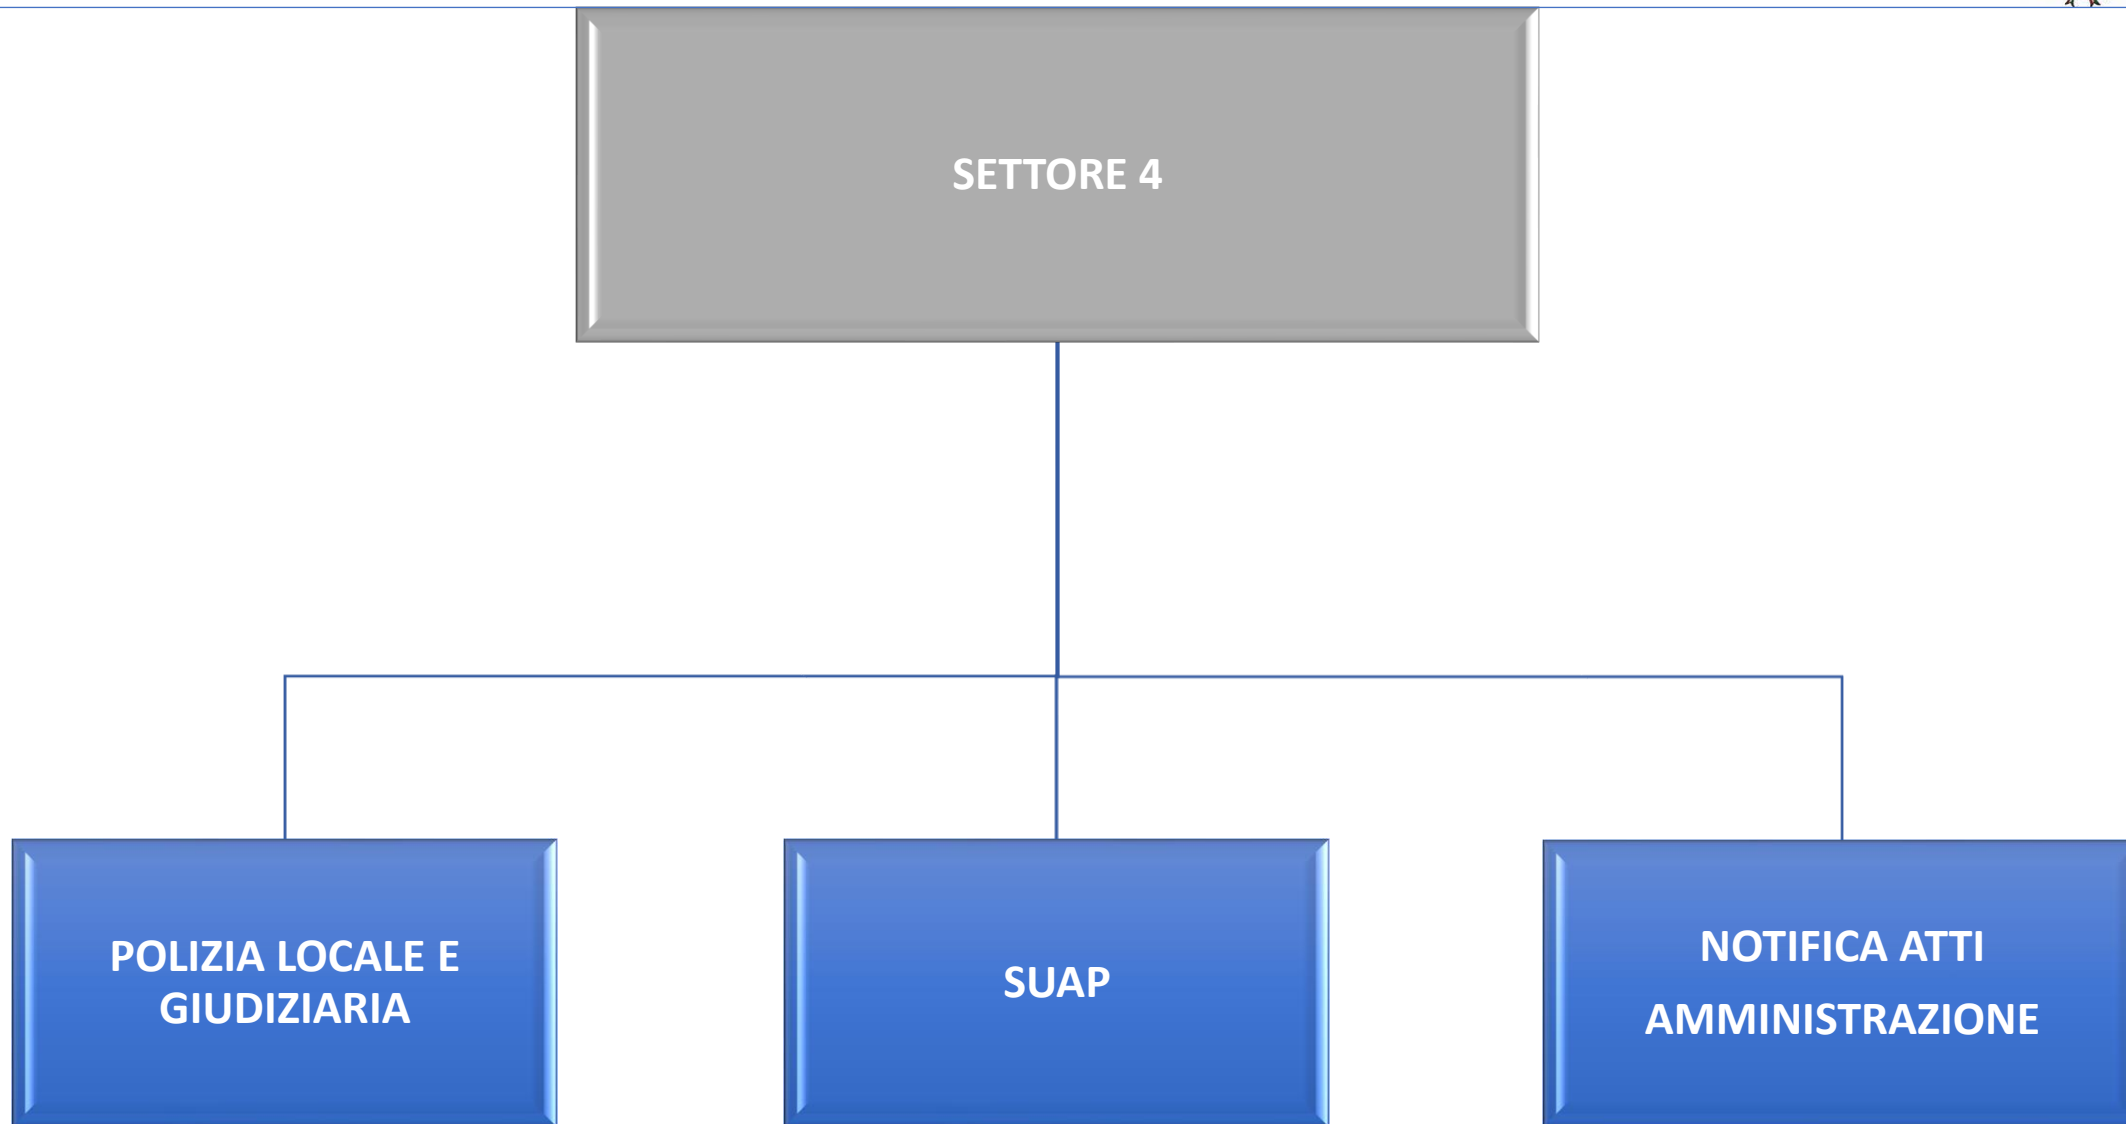 SETTORE 4
POLIZIA LOCALE E
GIUDIZIARIA
SUAP
NOTIFICA ATTI
AMMINISTRAZIONE